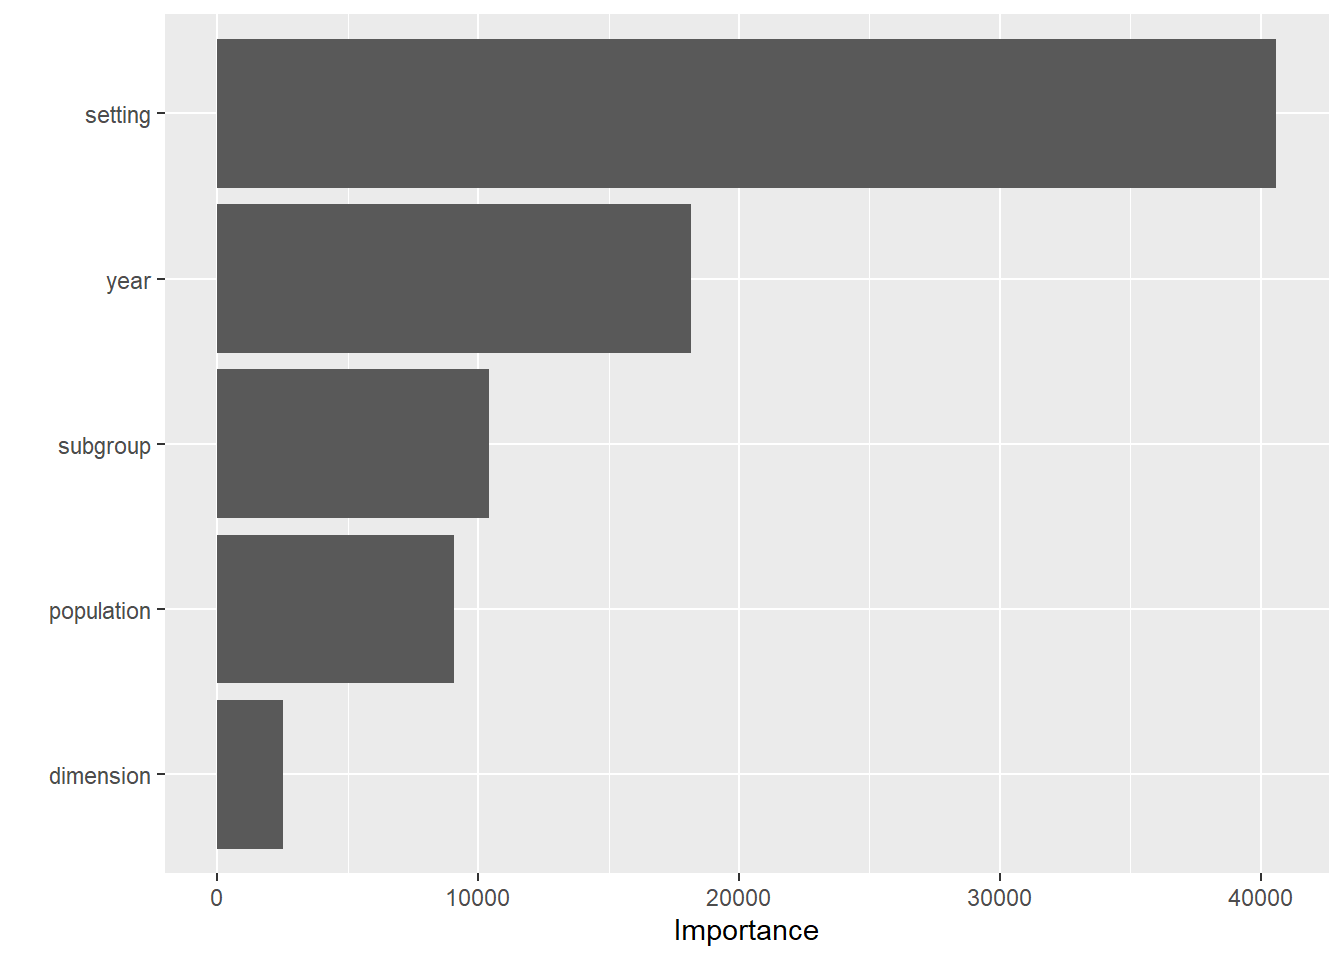 setting
year
subgroup
population
dimension
0 10000 20000 30000 40000
Importance